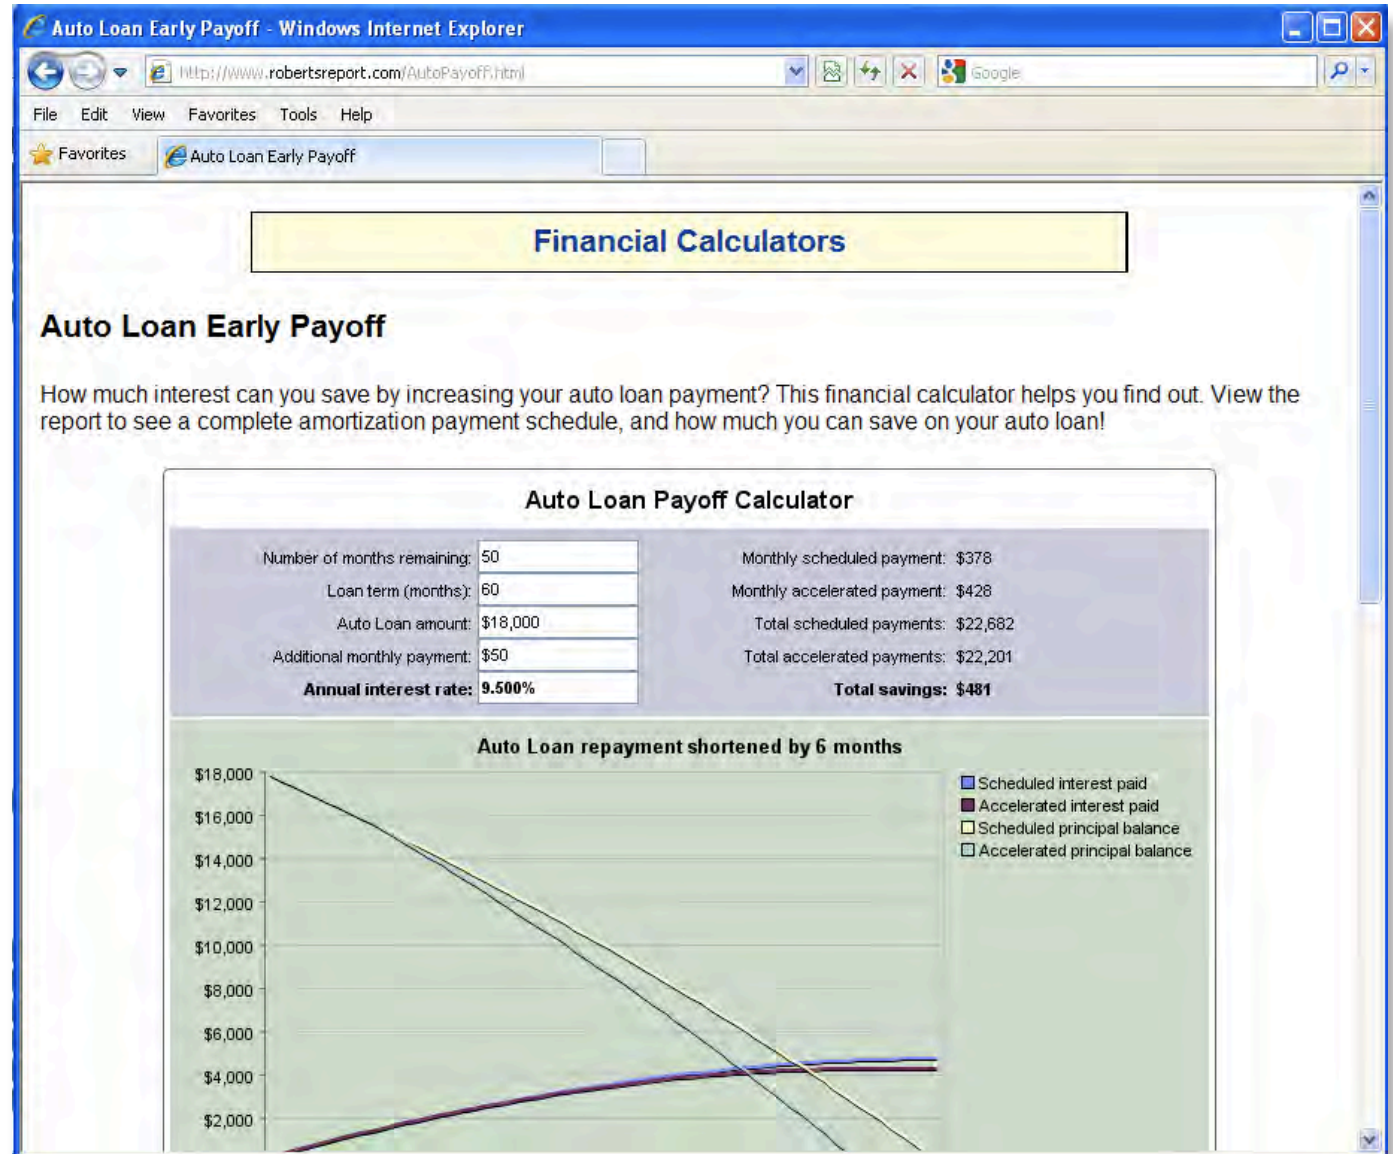 Auto Loan Early Payoff - Windows Internet Explorer
http://www.robertsreport.com/AutoPayoff.html
Google
File Edit View Favorites Tools Help
Favorites
Auto Loan Early Payoff
Financial Calculators
Auto Loan Early Payoff
How much interest can you save by increasing your auto loan payment? This financial calculator helps you find out. View the
report to see a complete amortization payment schedule, and how much you can save on your auto loan!
Auto Loan Payoff Calculator
Number of months remaining: 50
Loan term (months): 60
Auto Loan amount: $18,000
Additional monthly payment: $50
Annual interest rate: 9.500%
Monthly scheduled payment: $378
Monthly accelerated payment: $428
Total scheduled payments: $22,682
Total accelerated payments: $22,201
Total savings: $481
Auto Loan repayment shortened by 6 months
$18,000
$16,000
$14,000
$12,000
$10,000
$8,000
$6,000
$4,000
$2,000
Scheduled interest paid
Accelerated interest paid
Scheduled principal balance
Accelerated principal balance